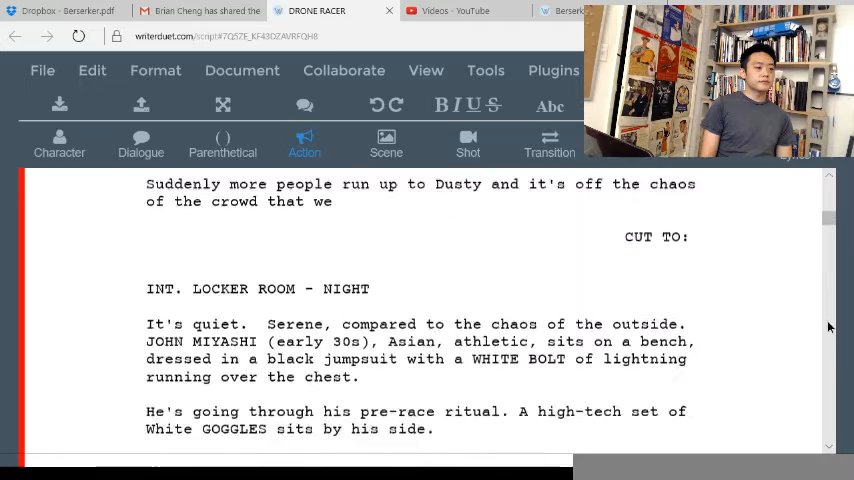 Dropbox - Berserker.pdf
Brian Cheng has shared the
DRONE RACER
Videos - YouTube
Berserk
writerduet.com/script#7Q5ZE_KF43DZAVRFQH8
File Edit Format Document Collaborate View Tools Plugins
B I U S Abc
Character Dialogue Parenthetical Action Scene Shot Transition
Suddenly more people run up to Dusty and it's off the chaos
of the crowd that we
CUT TO:
INT. LOCKER ROOM - NIGHT
It's quiet. Serene, compared to the chaos of the outside.
JOHN MIYASHI (early 30s), Asian, athletic, sits on a bench,
dressed in a black jumpsuit with a WHITE BOLT of lightning
running over the chest.
He's going through his pre-race ritual. A high-tech set of
White GOGGLES sits by his side.